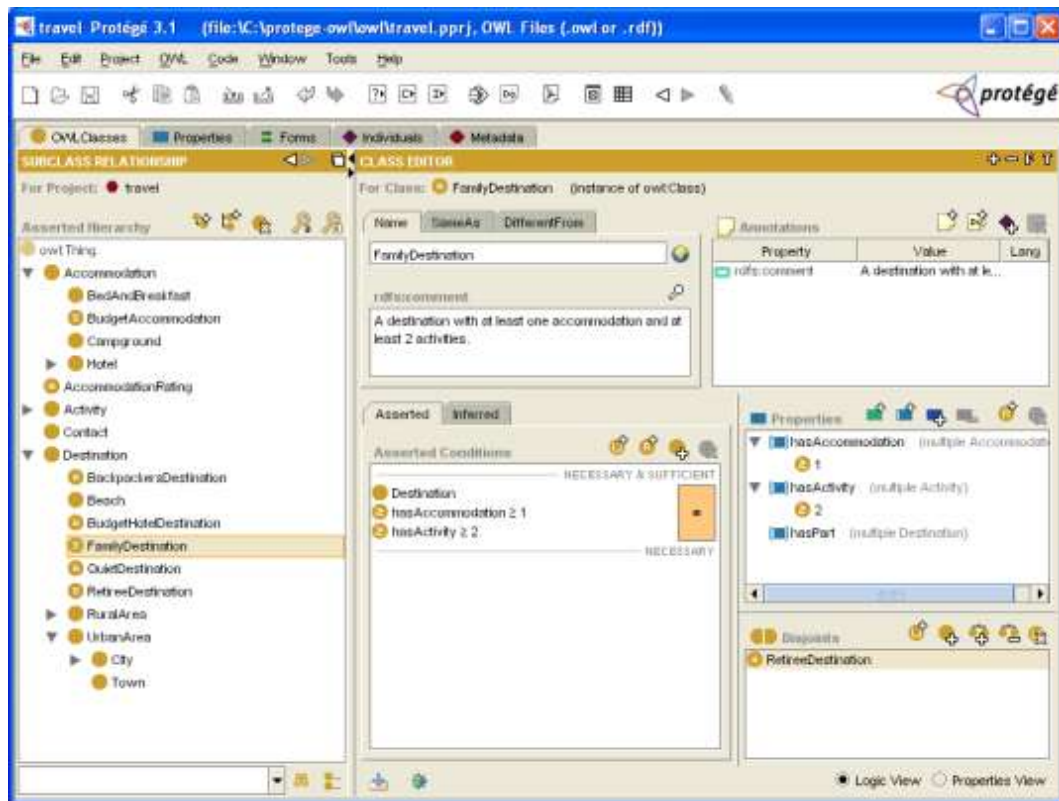 travel Protégé 3.1 (file:\C:\protege-owl\owl\travel.pprj, OWL Files (.owl or .rdf))
File Edit Project OWL Code Window Tools Help
protégé
OWLClasses Properties Forms Individuals Metadata
SUBCLASS RELATIONSHIP
For Project: travel
Asserted Hierarchy
owl:Thing
Accommodation
BedAndBreakfast
BudgetAccommodation
Campground
Hotel
AccommodationRating
Activity
Contact
Destination
BackpackersDestination
Beach
BudgetHotelDestination
FamilyDestination
QuietDestination
RetireeDestination
RuralArea
UrbanArea
City
Town
CLASS EDITOR
For Class: FamilyDestination (instance of owl:Class)
Name SameAs DifferentFrom
FamilyDestination
rdfs:comment
A destination with at least one accommodation and at
least 2 activities.
Annotations
Property Value Lang
rdfs:comment A destination with at le...
Asserted Inferred
Asserted Conditions
NECESSARY & SUFFICIENT
Destination
hasAccommodation ≥ 1
hasActivity ≥ 2
=
NECESSARY
Properties
hasAccommodation (multiple Accommodati
1
hasActivity (multiple Activity)
2
hasPart (multiple Destination)
Disjoints
RetireeDestination
Logic View Properties View